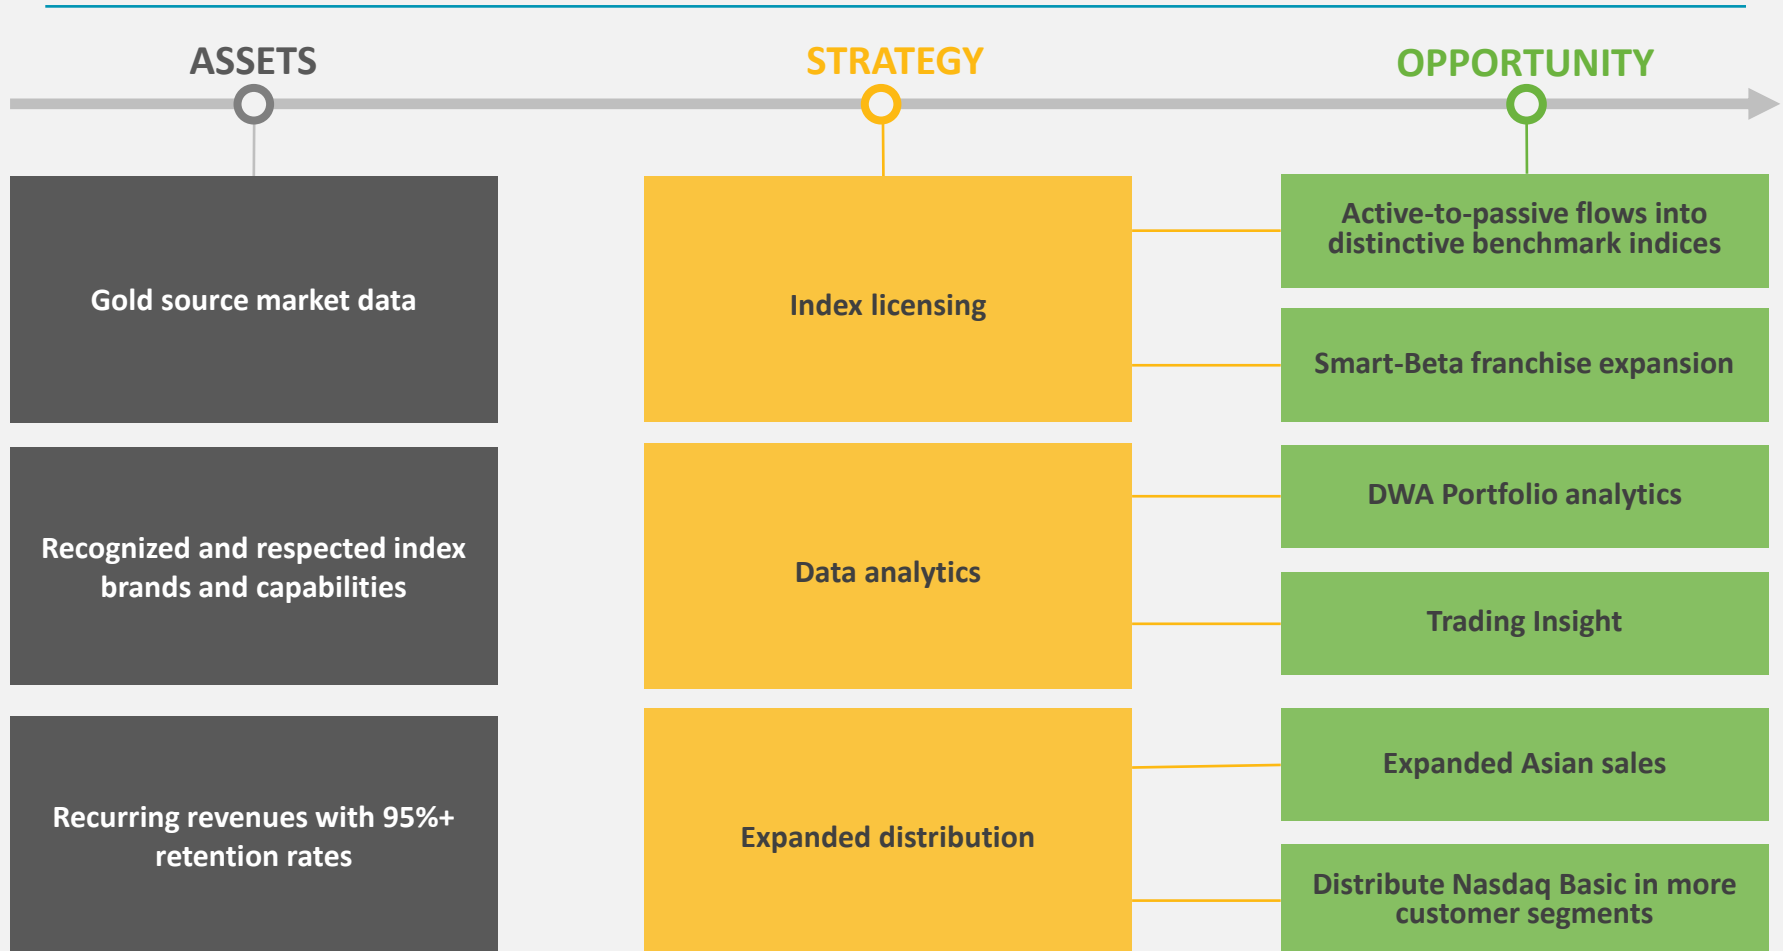 ASSETS
STRATEGY
OPPORTUNITY
Gold source market data
Recognized and respected index
brands and capabilities
Recurring revenues with 95%+
retention rates
Index licensing
Data analytics
Expanded distribution
Active-to-passive flows into
distinctive benchmark indices
Smart-Beta franchise expansion
DWA Portfolio analytics
Trading Insight
Expanded Asian sales
Distribute Nasdaq Basic in more
customer segments